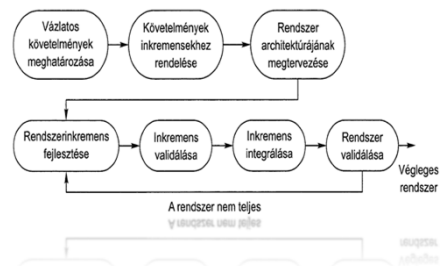 Vázlatos
követelmények
meghatározása
Követelmények
inkremensekhez
rendelése
Rendszer
architektúrájának
megtervezése
Rendszerinkremens
fejlesztése
Inkremens
validálása
Inkremens
integrálása
Rendszer
validálása
Végleges
rendszer
A rendszer nem teljes